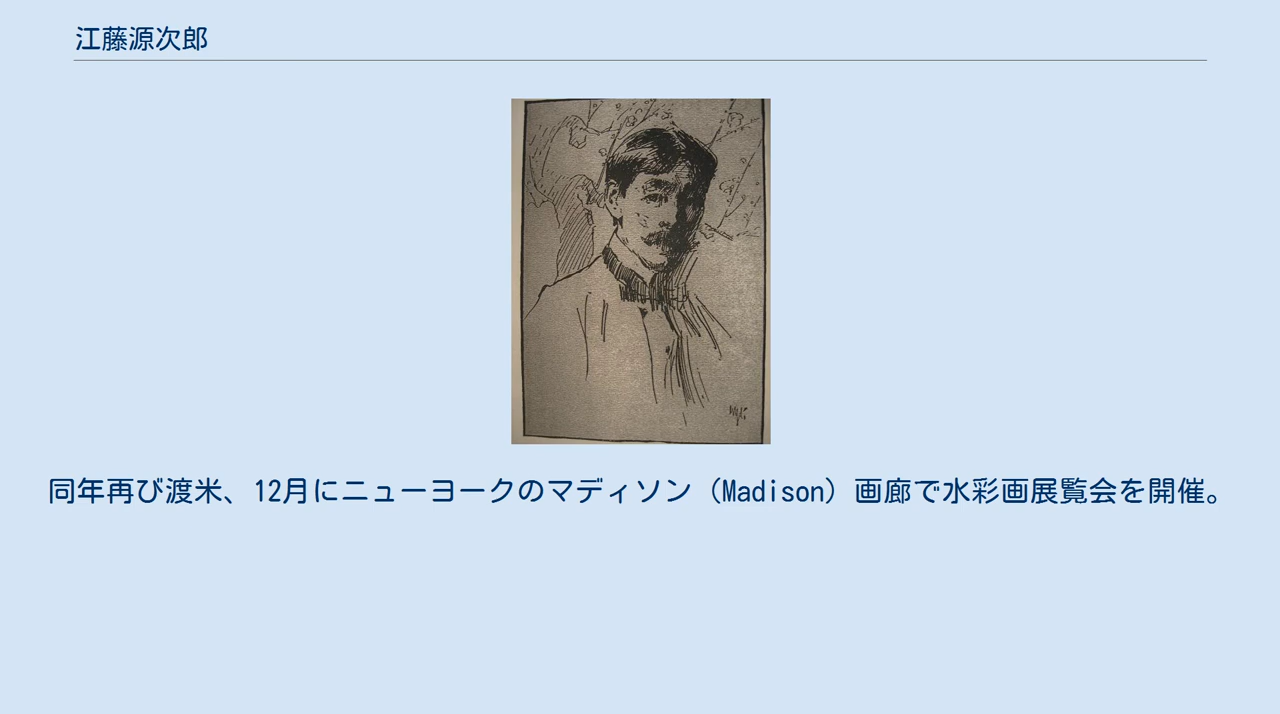 江藤源次郎
同年再び渡米、12月にニューヨークのマディソン（Madison）画廊で水彩画展覧会を開催。